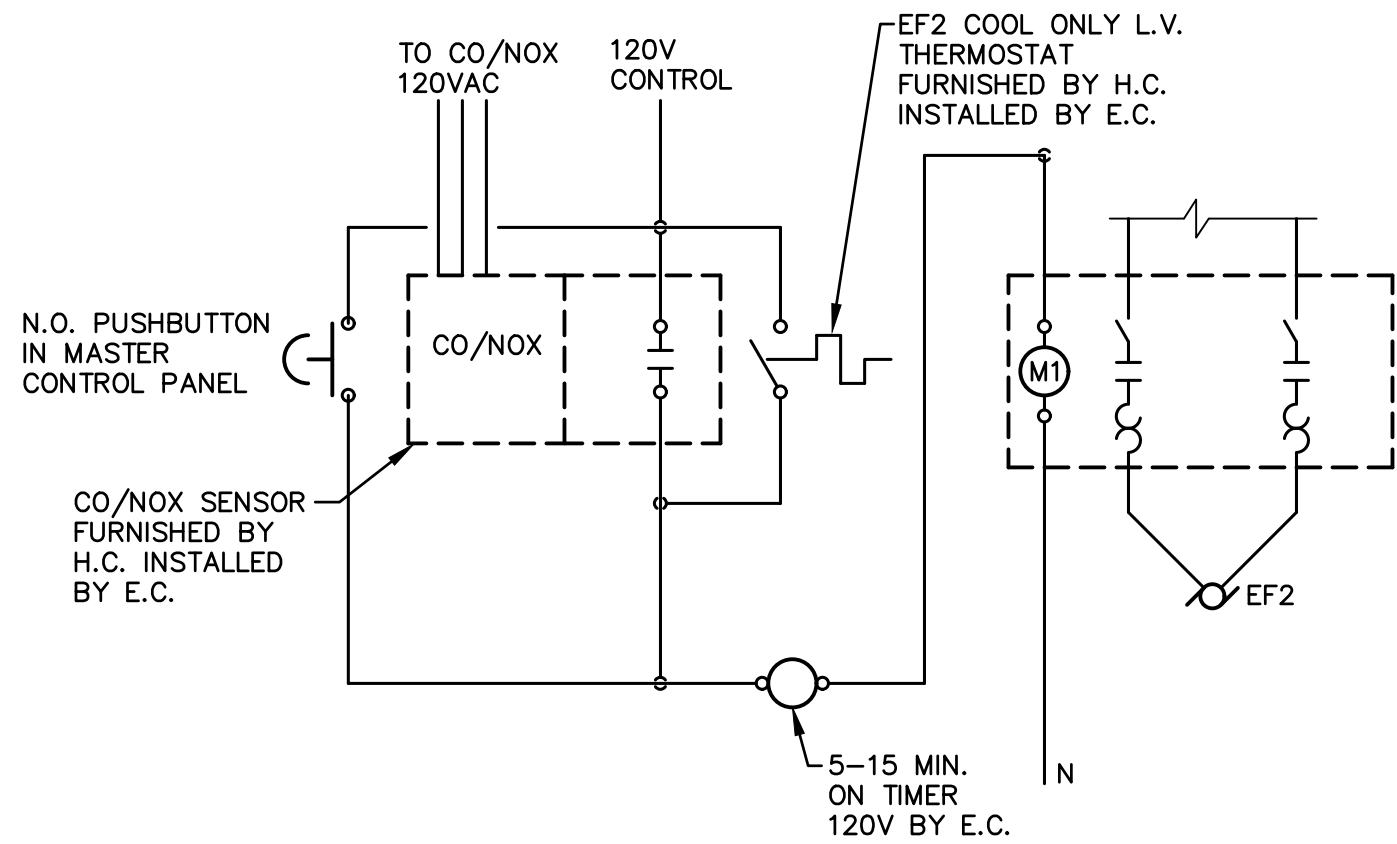 EF2 COOL ONLY L.V.
THERMOSTAT
FURNISHED BY H.C.
INSTALLED BY E.C.
TO CO/NOX
120VAC
120V
CONTROL
N.O. PUSHBUTTON
IN MASTER
CONTROL PANEL
CO/NOX
M1
CO/NOX SENSOR
FURNISHED BY
H.C. INSTALLED
BY E.C.
EF2
5-15 MIN.
ON TIMER
120V BY E.C.
N